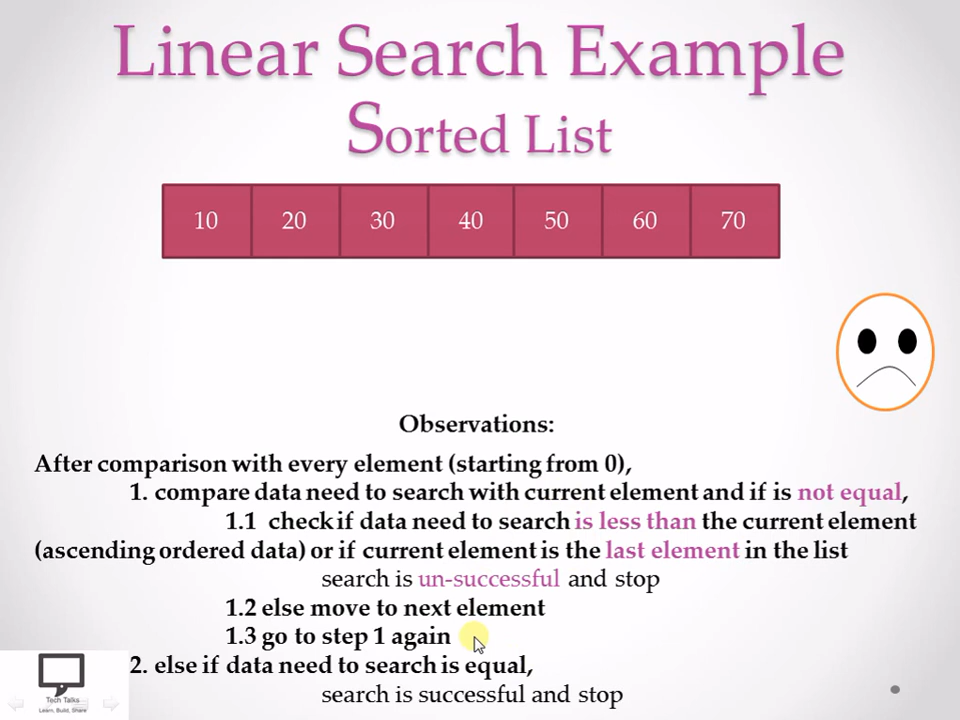 Linear Search Example
Sorted List
10 20 30 40 50 60 70
Observations:
After comparison with every element (starting from 0),
1. compare data need to search with current element and if is not equal,
1.1 check if data need to search is less than the current element
(ascending ordered data) or if current element is the last element in the list
search is un-successful and stop
1.2 else move to next element
1.3 go to step 1 again
2. else if data need to search is equal,
search is successful and stop
Tech Talks
Learn, Build, Share